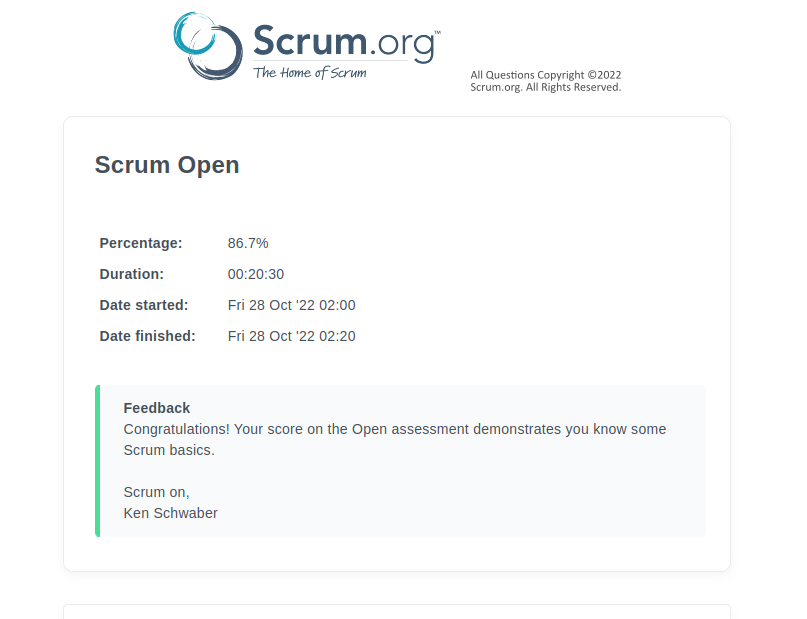 Scrum.org™
The Home of Scrum
All Questions Copyright ©2022
Scrum.org. All Rights Reserved.
Scrum Open
Percentage: 86.7%
Duration: 00:20:30
Date started: Fri 28 Oct '22 02:00
Date finished: Fri 28 Oct '22 02:20
Feedback
Congratulations! Your score on the Open assessment demonstrates you know some
Scrum basics.
Scrum on,
Ken Schwaber